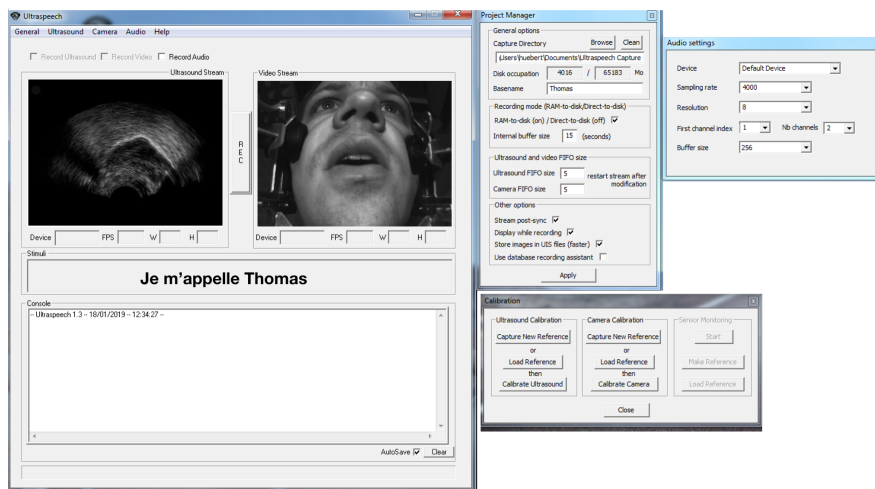 Ultraspeech
General Ultrasound Camera Audio Help
Record Ultrasound Record Video Record Audio
Ultrasound Stream
Video Stream
REC
Device FPS W H
Device FPS W H
Stimuli
Je m'appelle Thomas
Console
-- Ultraspeech 1.3 -- 18/01/2019 -- 12:34:27 --
AutoSave Clear
Project Manager
General options
Capture Directory Browse Clean
\Users\huebert\Documents\Ultraspeech Capture
Disk occupation 4016 / 65183 Mo
Basename Thomas
Recording mode (RAM-to-disk/Direct-to-disk)
RAM-to-disk (on) / Direct-to-disk (off)
Internal buffer size 15 (seconds)
Ultrasound and video FIFO size
Ultrasound FIFO size 5
restart stream after
modification
Camera FIFO size 5
Other options
Stream post-sync
Display while recording
Store images in UIS files (faster)
Use database recording assistant
Apply
Audio settings
Device Default Device
Sampling rate 4000
Resolution 8
First channel index 1 Nb channels 2
Buffer size 256
Calibration
Ultrasound Calibration
Capture New Reference
or
Load Reference
then
Calibrate Ultrasound
Camera Calibration
Capture New Reference
or
Load Reference
then
Calibrate Camera
Sensor Monitoring
Start
Make Reference
Load Reference
Close